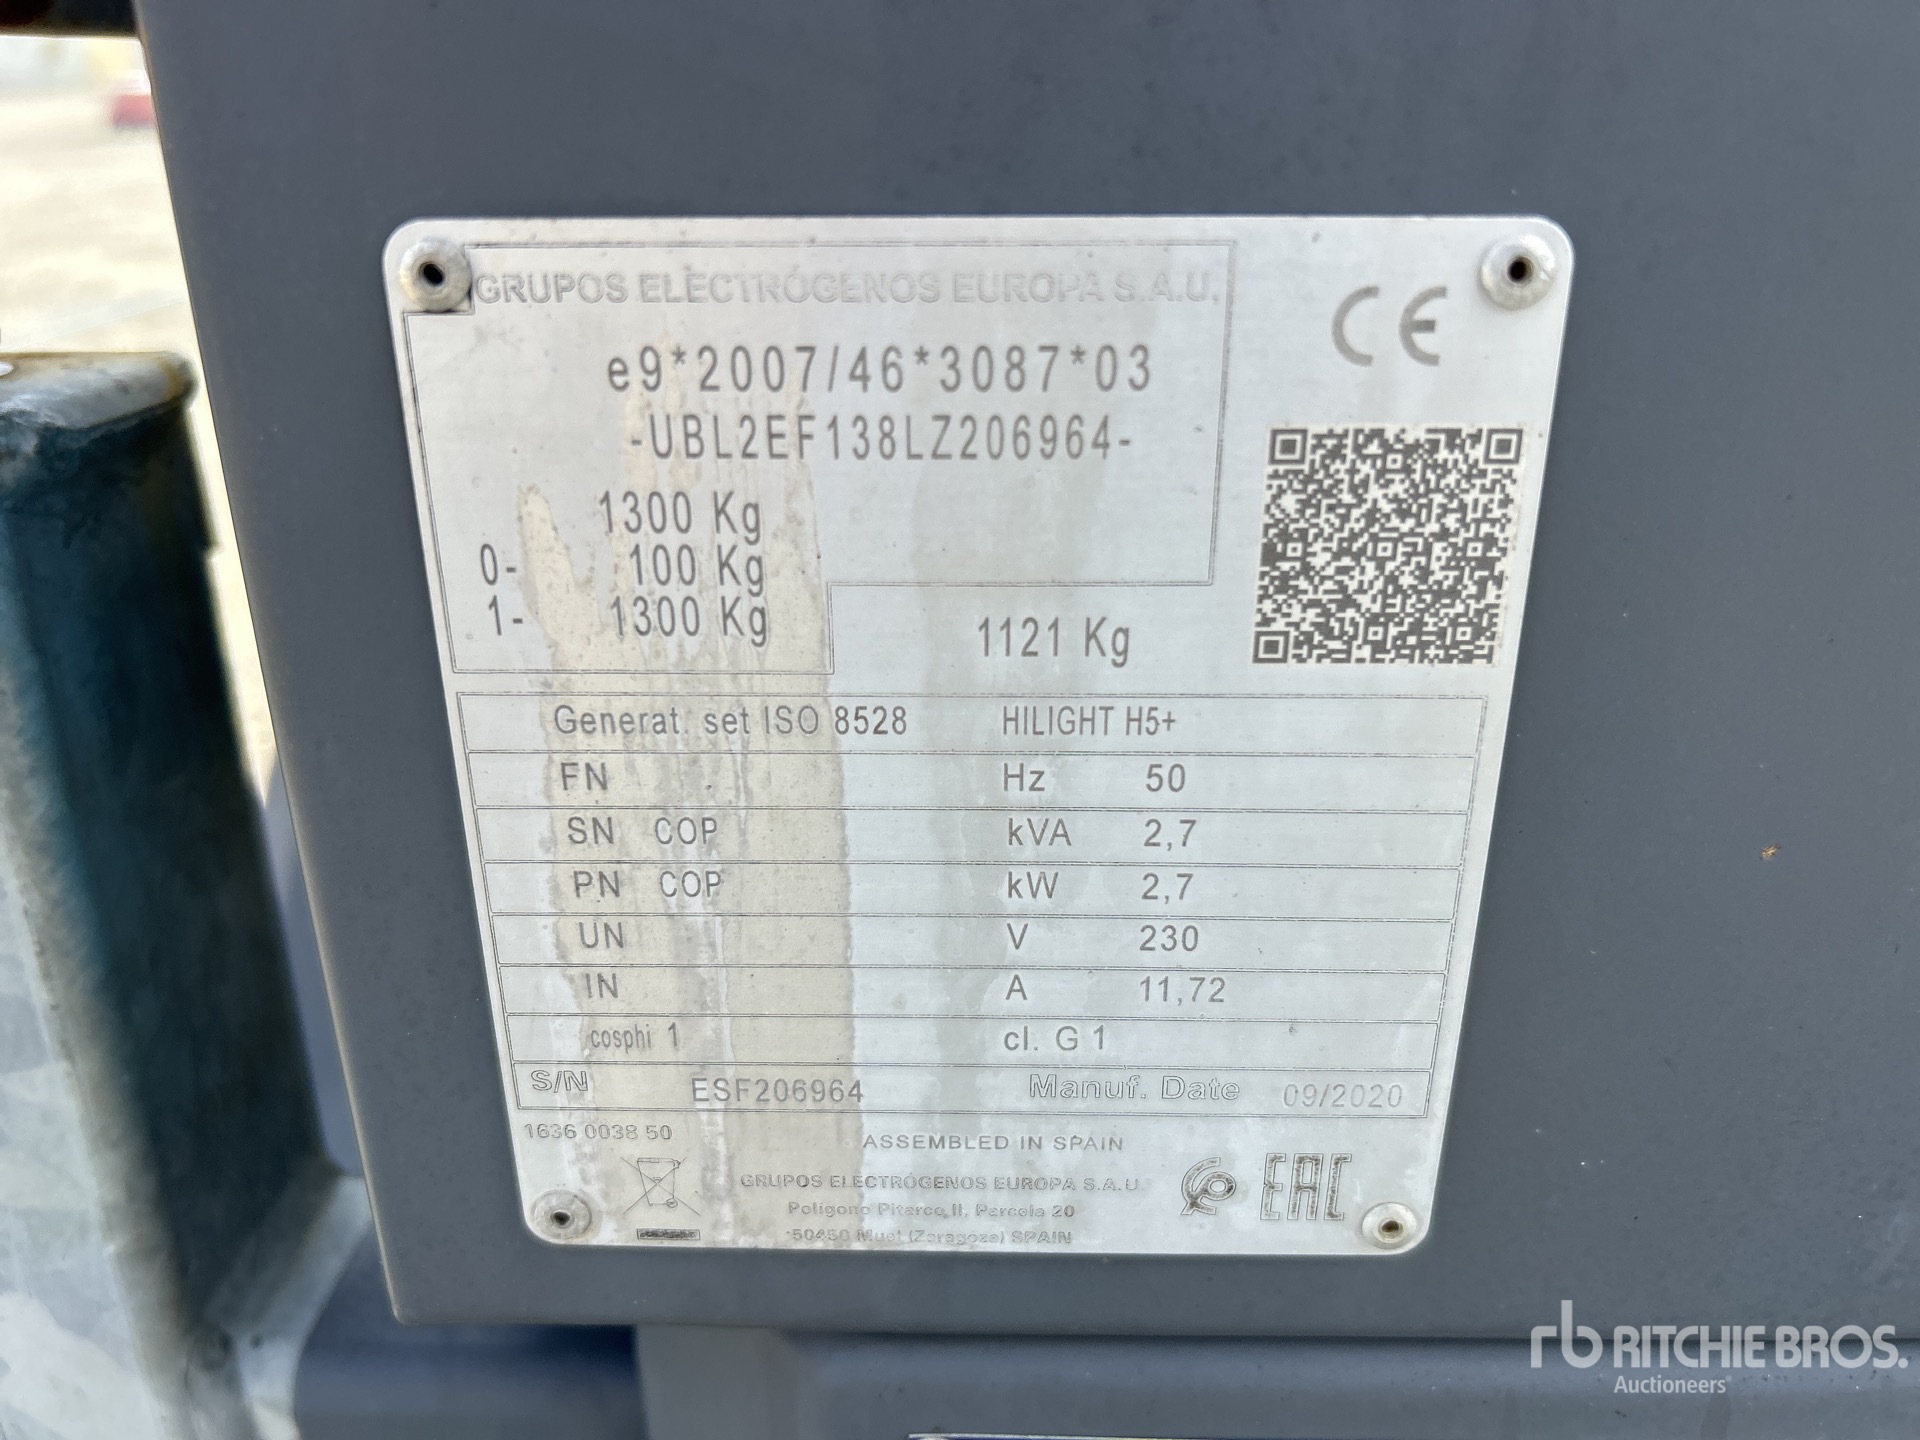 GRUPOS ELECTRÓGENOS EUROPA S.A.U.
CE
e9*2007/46*3087*03
-UBL2EF138LZ206964-
1300 Kg
0- 100 Kg
1- 1300 Kg
1121 Kg
Generat. set ISO 8528 HILIGHT H5+
FN Hz 50
SN COP kVA 2,7
PN COP kW 2,7
UN V 230
IN A 11,72
cosphi 1 cl. G 1
S/N ESF206964 Manuf. Date 09/2020
1636 0038 50
ASSEMBLED IN SPAIN
GRUPOS ELECTRÓGENOS EUROPA S.A.U.
Polígono Pitarco II, Parcela 20
50450 Muel (Zaragoza) SPAIN
EAC
rb RITCHIE BROS.
Auctioneers